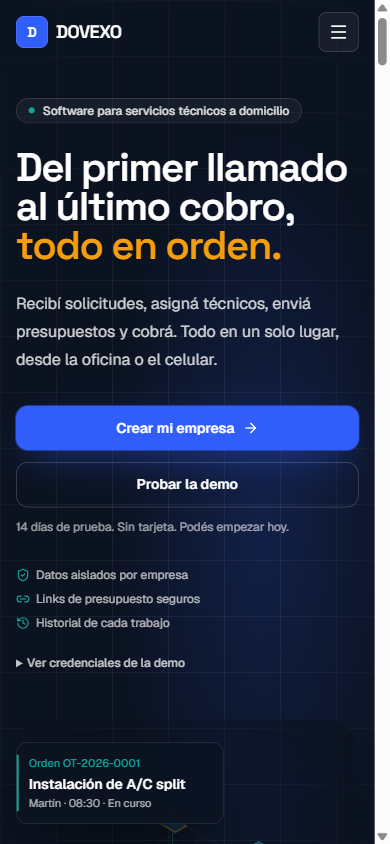 D DOVEXO
Software para servicios técnicos a domicilio
Del primer llamado
al último cobro,
todo en orden.
Recibí solicitudes, asigná técnicos, enviá
presupuestos y cobrá. Todo en un solo lugar,
desde la oficina o el celular.
Crear mi empresa →
Probar la demo
14 días de prueba. Sin tarjeta. Podés empezar hoy.
Datos aislados por empresa
Links de presupuesto seguros
Historial de cada trabajo
▶ Ver credenciales de la demo
Orden OT-2026-0001
Instalación de A/C split
Martín · 08:30 · En curso